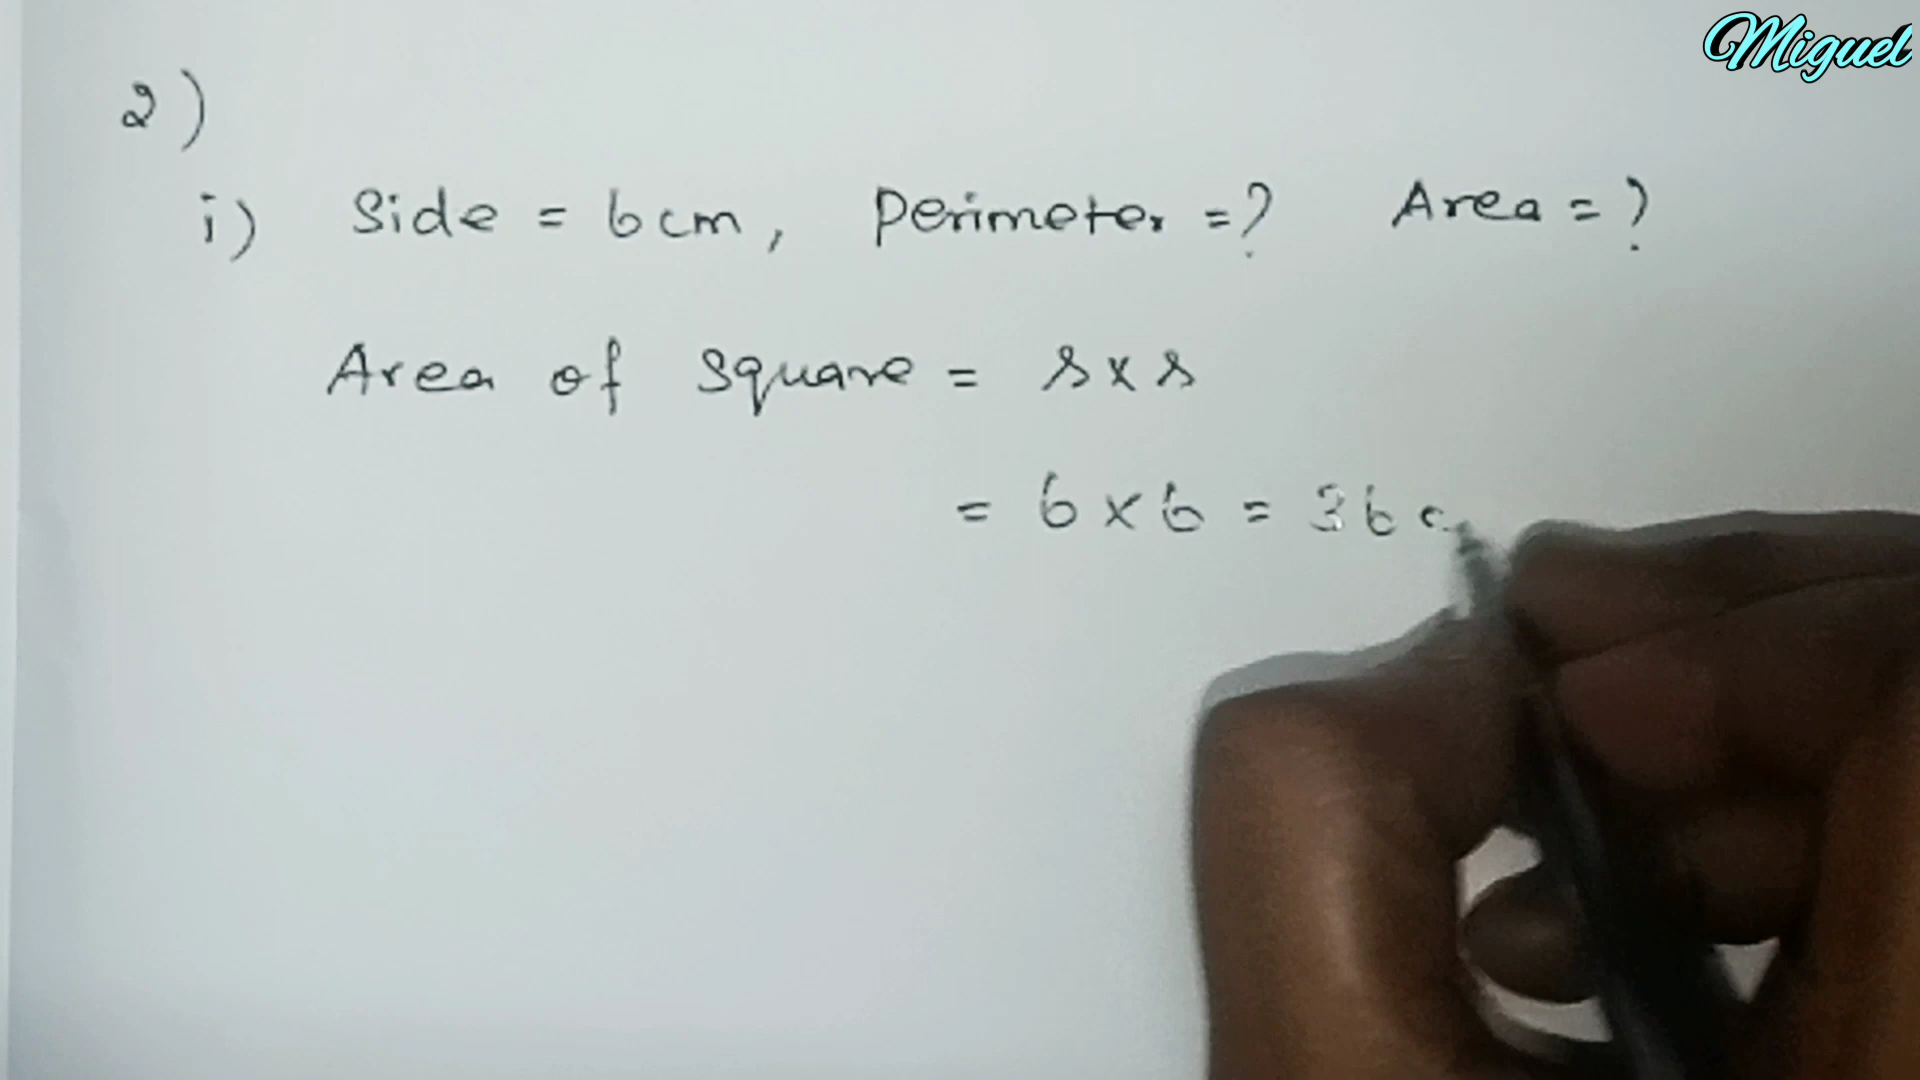 Miguel
2)
i) Side = 6cm, Perimeter =? Area = ?
Area of square = s x s
= 6 x 6 = 36 c